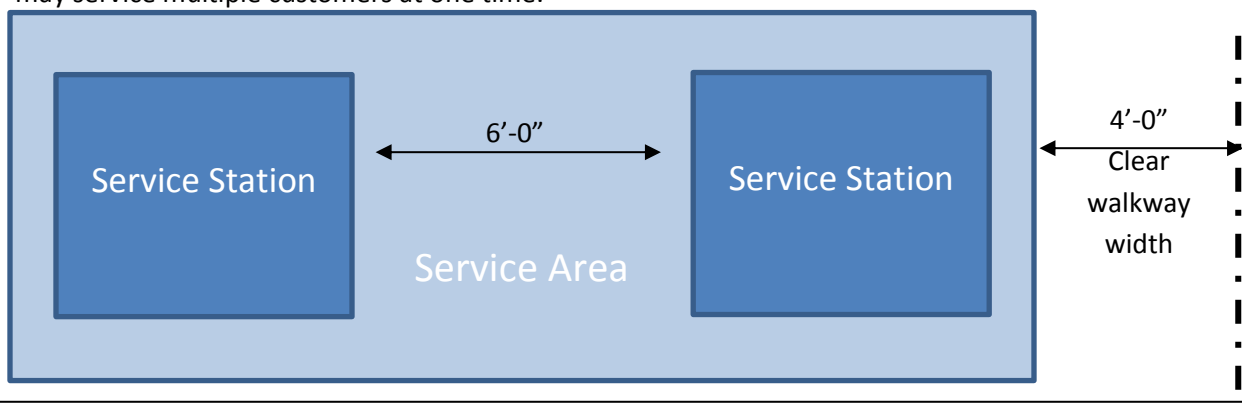 may service multiple customers at one time.
6’-0”
4’-0”
Service Station
Service Station
Clear
walkway
width
Service Area